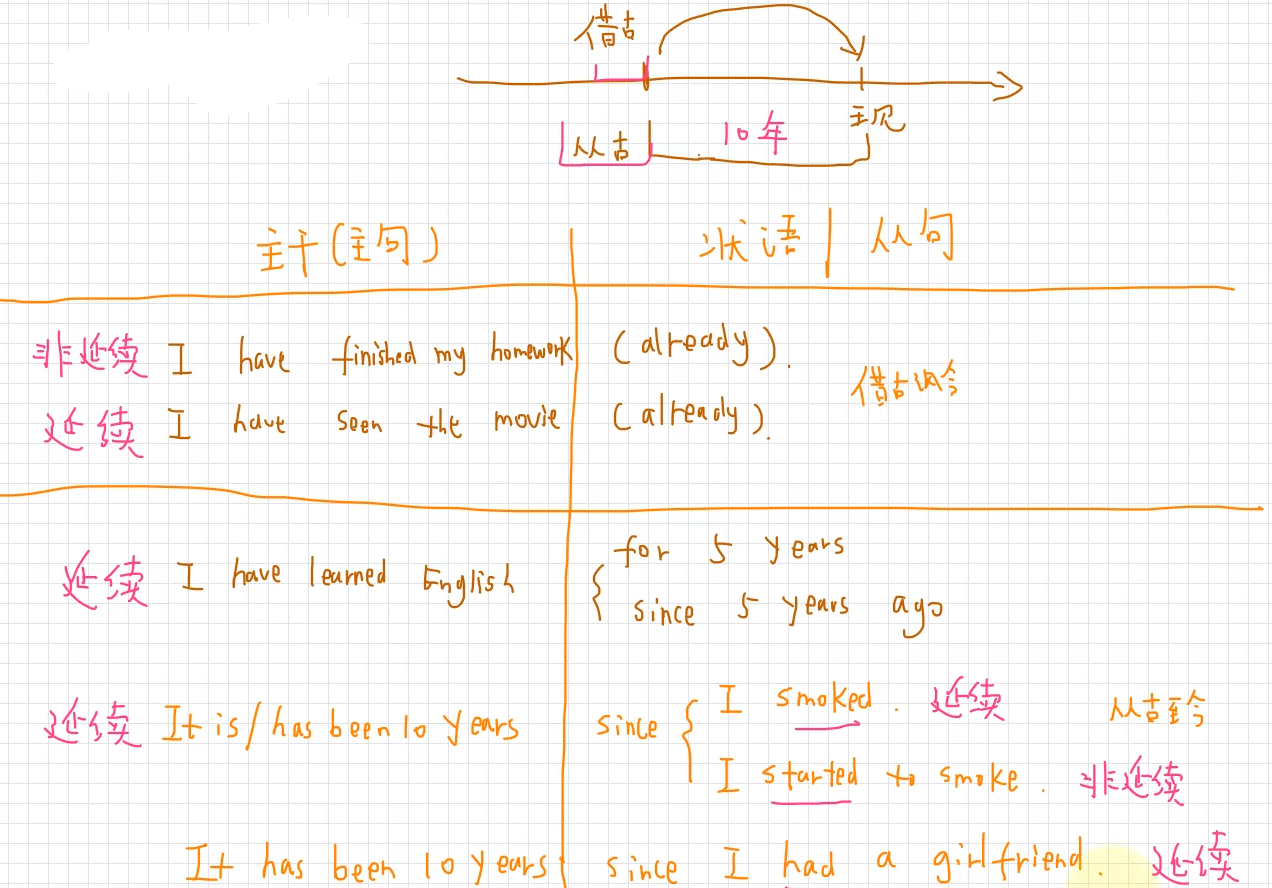 借古
主现
从古 10年
主干(主句) 状语 | 从句
非延续 I have finished my homework (already).
借古说今
延续 I have seen the movie (already).
延续 I have learned English { for 5 years
since 5 years ago
延续 It is/has been 10 years since { I smoked. 延续 从古至今
I started to smoke. 非延续
It has been 10 years since I had a girlfriend. 延续